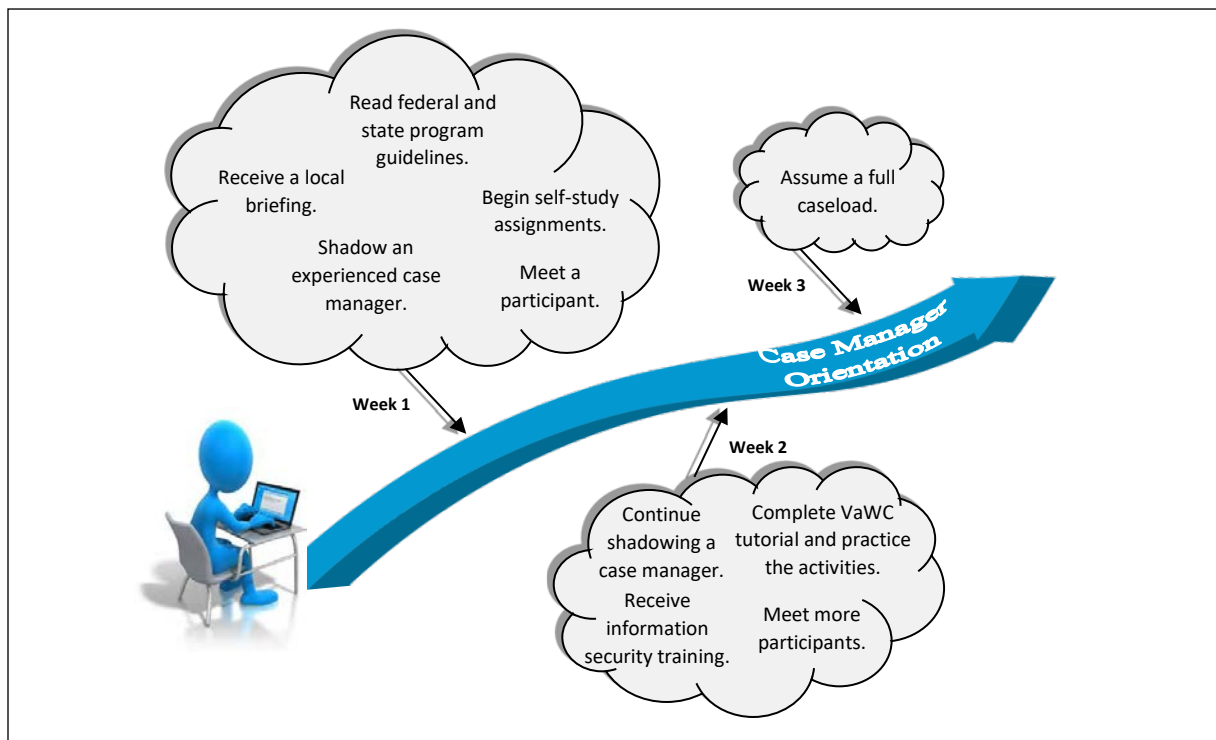 Read federal and
state program
guidelines.
Receive a local
briefing.
Begin self-study
assignments.
Shadow an
experienced case
manager.
Meet a
participant.
Week 1
Assume a full
caseload.
Week 3
Case Manager
Orientation
Week 2
Continue
shadowing a
case manager.
Complete VaWC
tutorial and practice
the activities.
Receive
information
security training.
Meet more
participants.